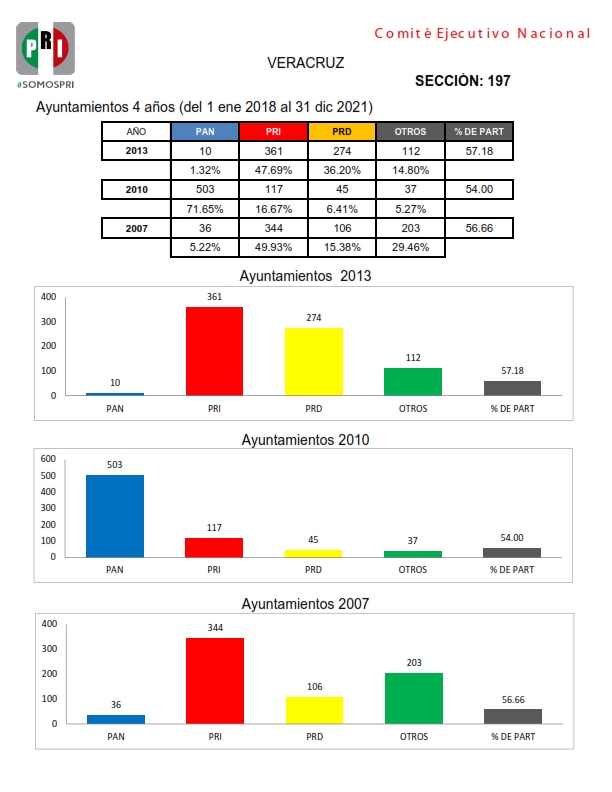 Comité Ejecutivo Nacional
PRI
#SOMOSPRI
VERACRUZ
SECCIÓN: 197
Ayuntamientos 4 años (del 1 ene 2018 al 31 dic 2021)
AÑO PAN PRI PRD OTROS % DE PART
2013 10 361 274 112 57.18
1.32% 47.69% 36.20% 14.80%
2010 503 117 45 37 54.00
71.65% 16.67% 6.41% 5.27%
2007 36 344 106 203 56.66
5.22% 49.93% 15.38% 29.46%
Ayuntamientos 2013
400
300
200
100
0
10 361 274 112 57.18
PAN PRI PRD OTROS % DE PART
Ayuntamientos 2010
600
500
400
300
200
100
0
503 117 45 37 54.00
PAN PRI PRD OTROS % DE PART
Ayuntamientos 2007
400
300
200
100
0
36 344 106 203 56.66
PAN PRI PRD OTROS % DE PART